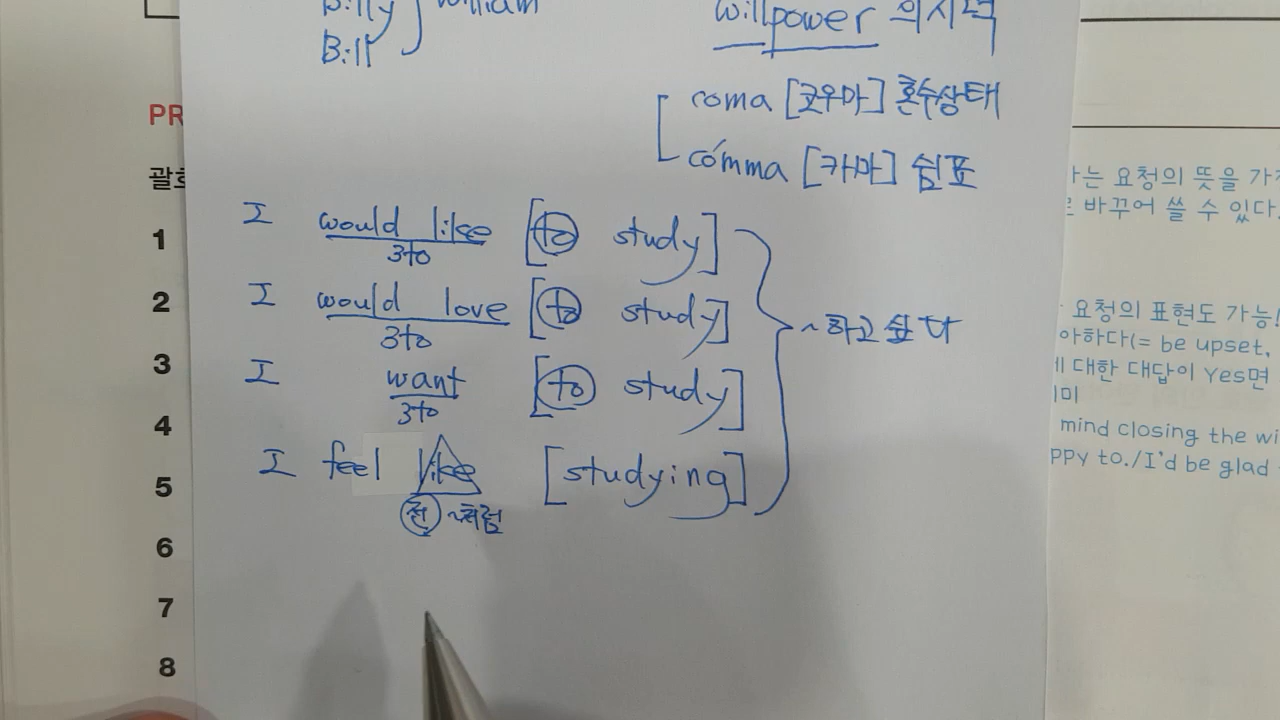 Billy
Bill
William
willpower 의지력
PR
coma [코우마] 혼수상태
cómma [카마] 쉼표
괄호
는 요청의 뜻을 가
바꾸어 쓸 수 있다.
1
I would like [to study]
3to
2
I would love [to study]
3to
~하고 싶다
요청의 표현도 가능!
아하다(= be upset,
3
I want [to study]
3to
대한 대답이 Yes면
4
mind closing the wi
I feel like [studying]
ppy to./I'd be glad
5
전 ~처럼
6
7
8